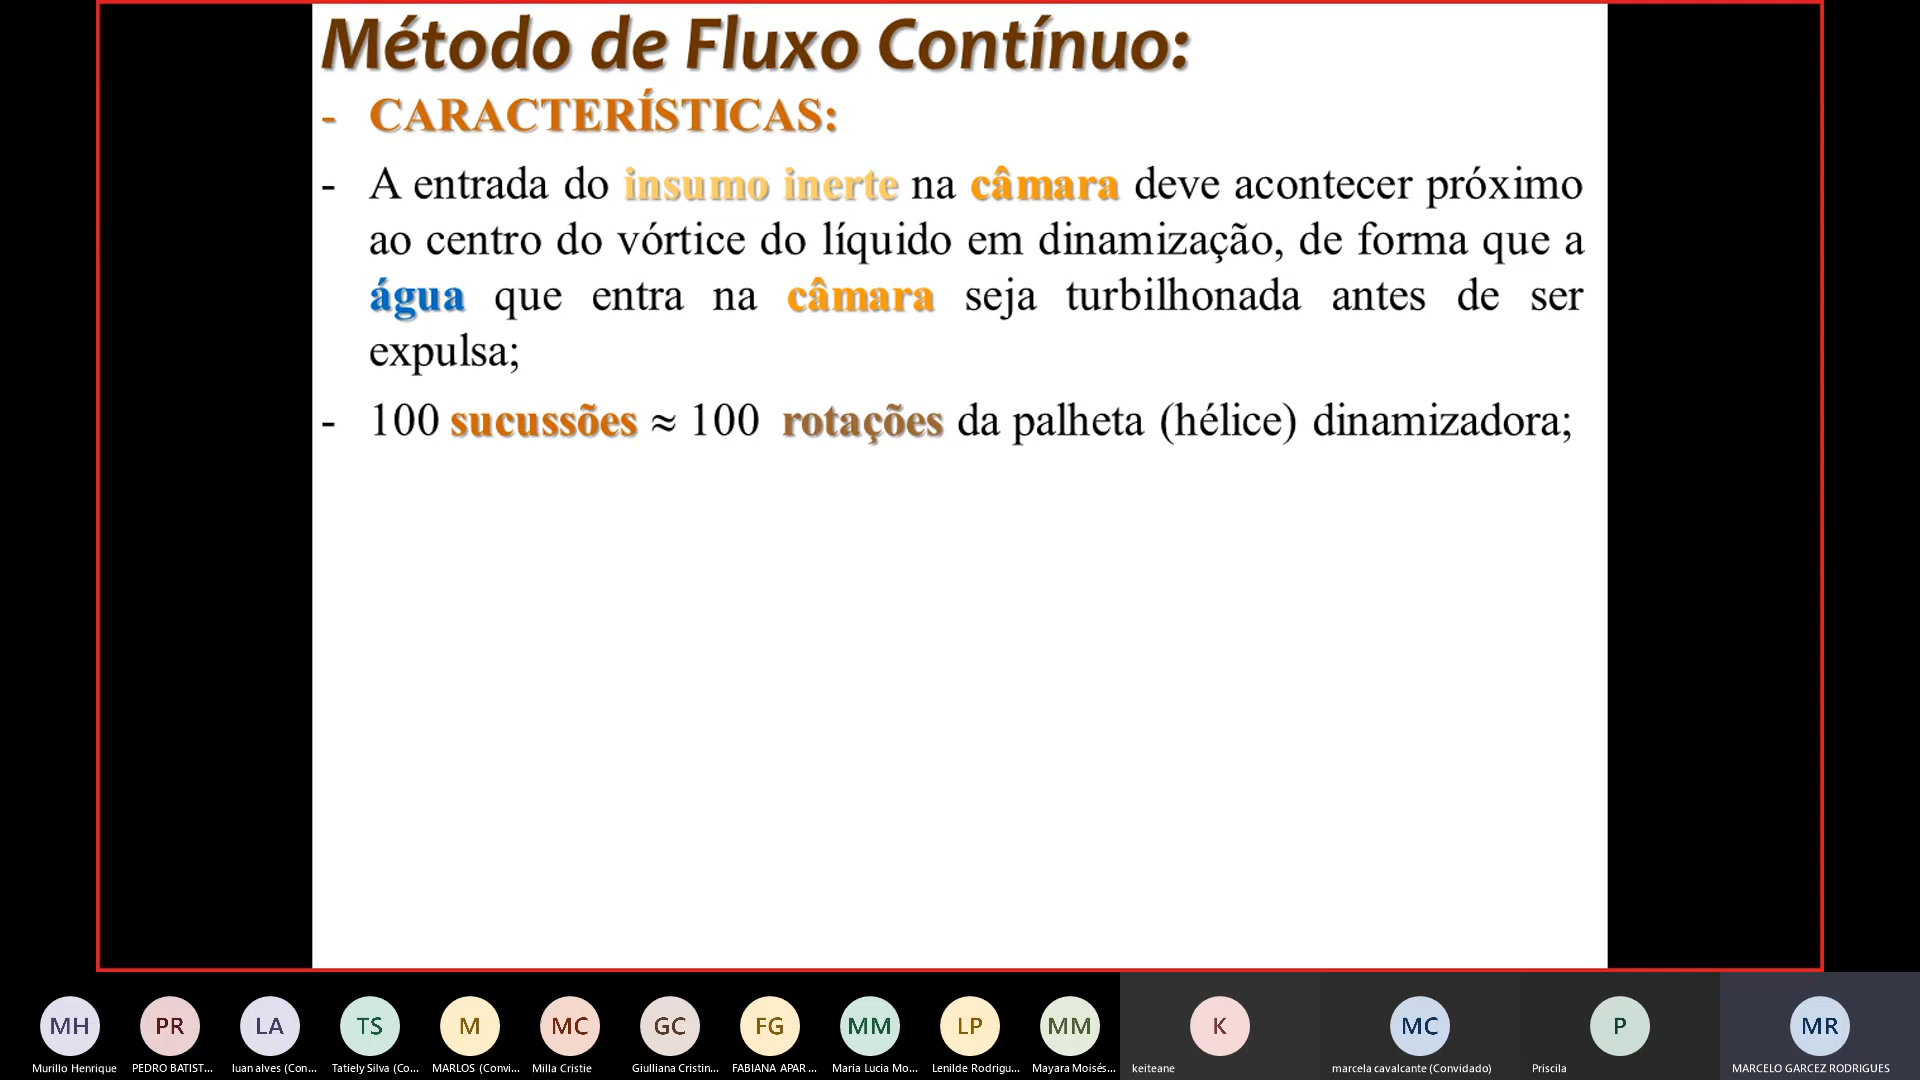 Método de Fluxo Contínuo:
- CARACTERÍSTICAS:
- A entrada do insumo inerte na câmara deve acontecer próximo
ao centro do vórtice do líquido em dinamização, de forma que a
água que entra na câmara seja turbilhonada antes de ser
expulsa;
- 100 sucussões ≈ 100 rotações da palheta (hélice) dinamizadora;
MH PR LA TS M MC GC FG MM LP MM K MC P MR
Murillo Henrique PEDRO BATIST... luan alves (Con... Tatiely Silva (Co... MARLOS (Convi... Milla Cristie Giulliana Cristin... FABIANA APAR ... Maria Lucia Mo... Lenilde Rodrigu... Mayara Moisés... keiteane marcela cavalcante (Convidado) Priscila MARCELO GARCEZ RODRIGUES